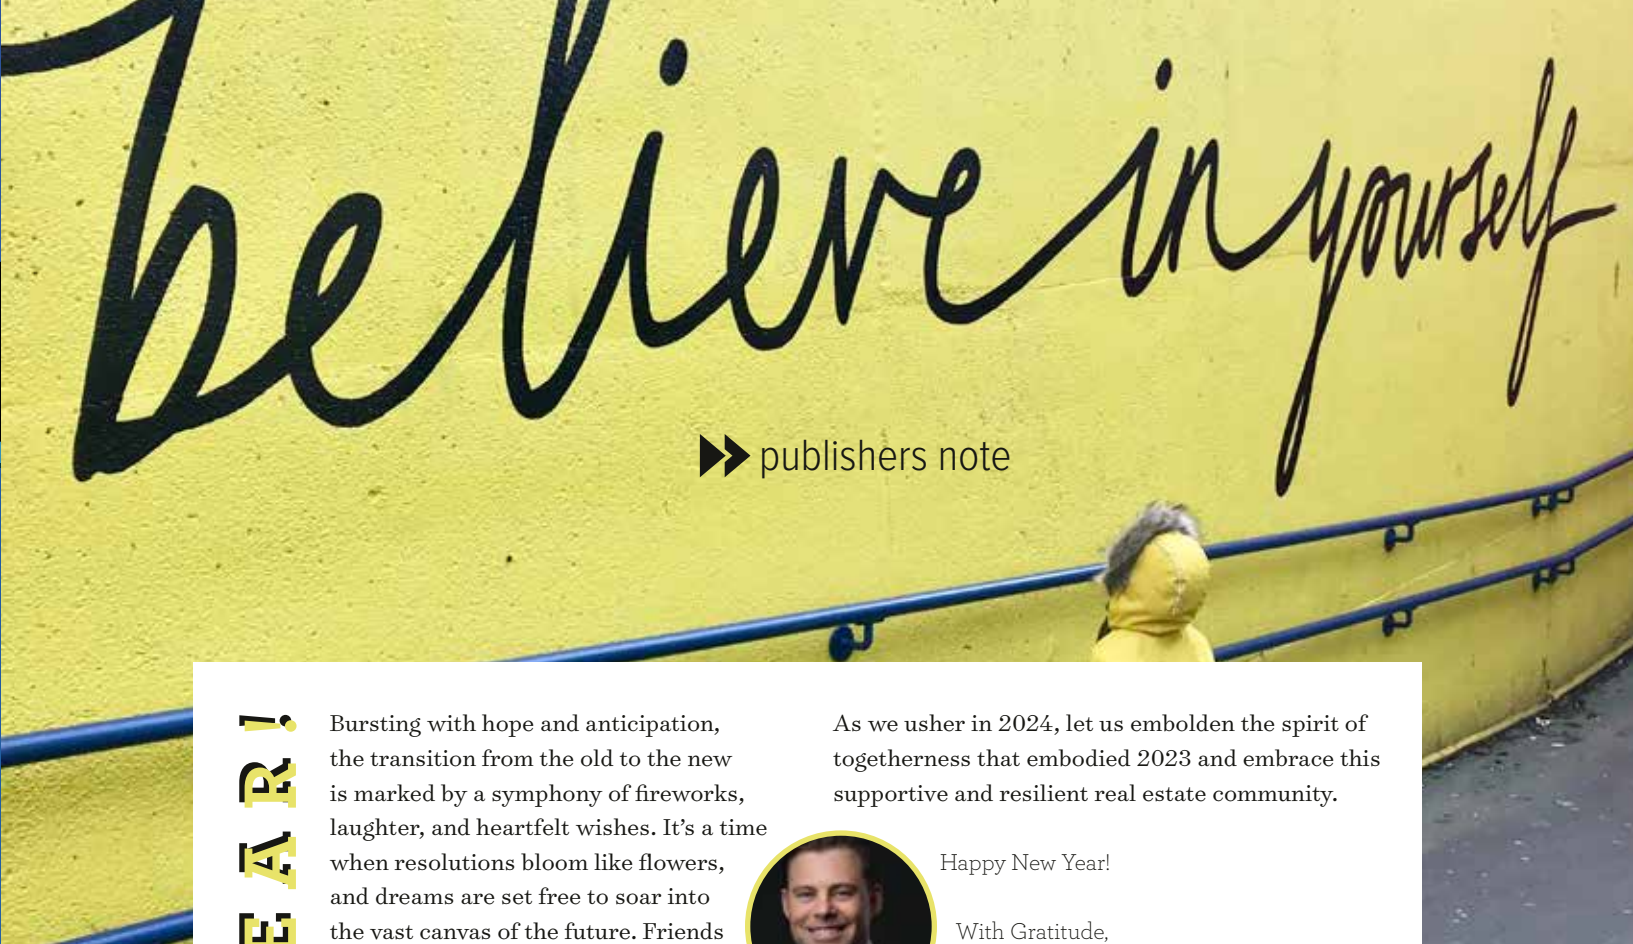 believe in yourself
publishers note
EAR!
Bursting with hope and anticipation,
the transition from the old to the new
is marked by a symphony of fireworks,
laughter, and heartfelt wishes. It’s a time
when resolutions bloom like flowers,
and dreams are set free to soar into
the vast canvas of the future. Friends
As we usher in 2024, let us embolden the spirit of
togetherness that embodied 2023 and embrace this
supportive and resilient real estate community.
Happy New Year!
With Gratitude,